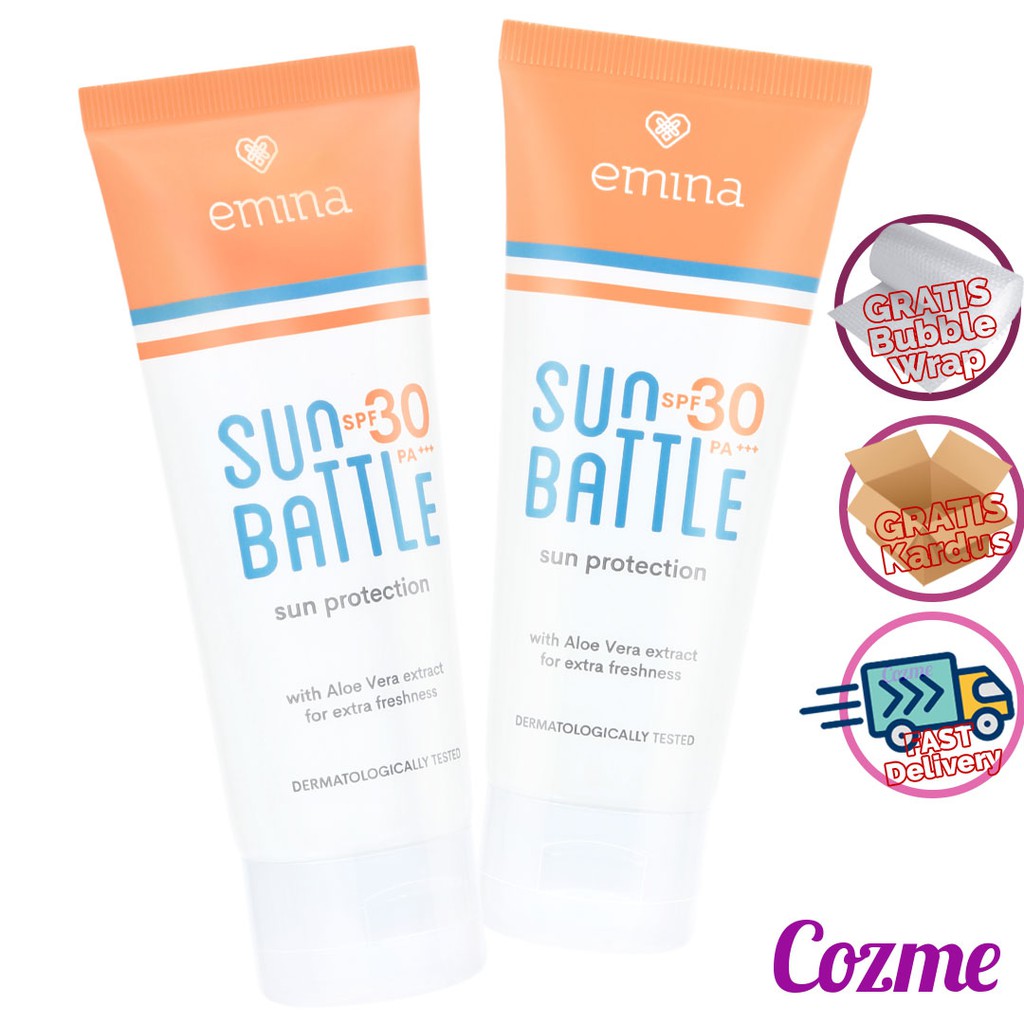 emina
SUN SPF 30
PA +++
BATTLE
sun protection
with Aloe Vera extract
for extra freshness
DERMATOLOGICALLY TESTED
emina
SUN SPF 30
PA +++
BATTLE
sun protection
with Aloe Vera extract
for extra freshness
DERMATOLOGICALLY TESTED
GRATIS
Bubble
Wrap
GRATIS
Kardus
Cozme
FAST
Delivery
Cozme